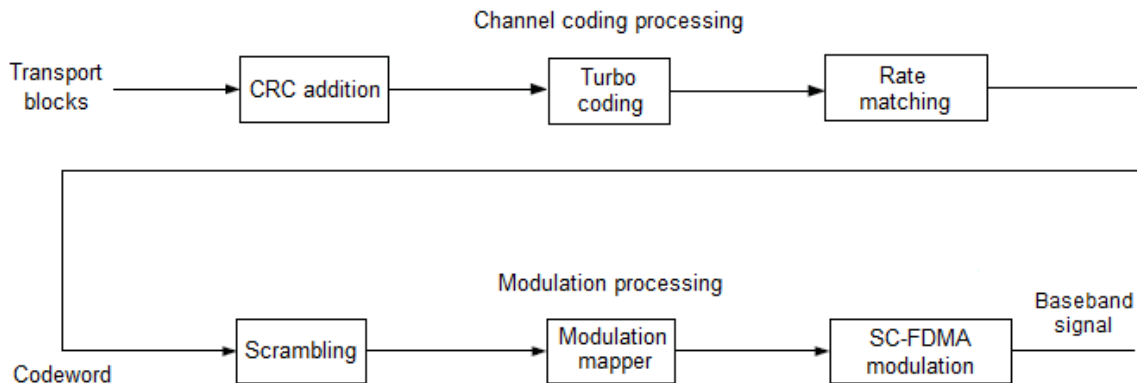 Channel coding processing
Transport
blocks
CRC addition
Turbo
coding
Rate
matching
Modulation processing
Codeword
Scrambling
Modulation
mapper
SC-FDMA
modulation
Baseband
signal